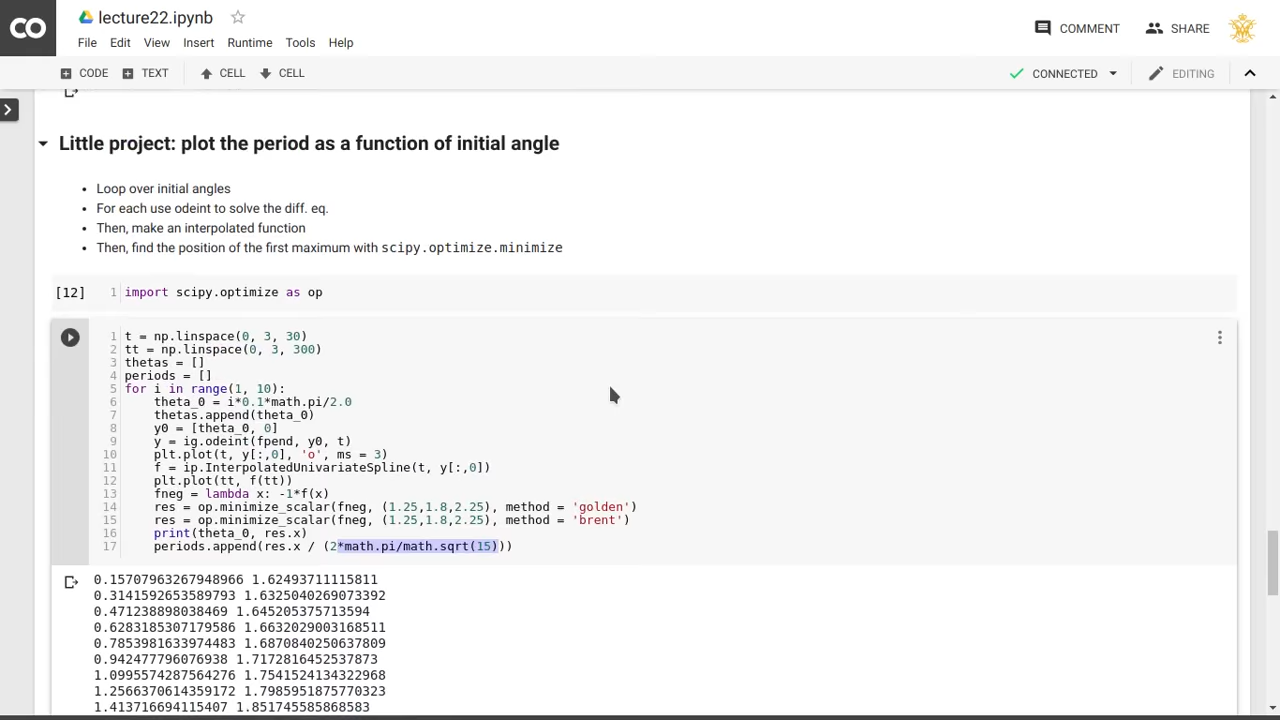 CO
lecture22.ipynb
File Edit View Insert Runtime Tools Help
COMMENT SHARE
CODE TEXT CELL CELL
CONNECTED EDITING
Little project: plot the period as a function of initial angle
• Loop over initial angles
• For each use odeint to solve the diff. eq.
• Then, make an interpolated function
• Then, find the position of the first maximum with scipy.optimize.minimize
[12] 1 import scipy.optimize as op
1 t = np.linspace(0, 3, 30)
2 tt = np.linspace(0, 3, 300)
3 thetas = []
4 periods = []
5 for i in range(1, 10):
6 theta_0 = i*0.1*math.pi/2.0
7 thetas.append(theta_0)
8 y0 = [theta_0, 0]
9 y = ig.odeint(fpend, y0, t)
10 plt.plot(t, y[:,0], 'o', ms = 3)
11 f = ip.InterpolatedUnivariateSpline(t, y[:,0])
12 plt.plot(tt, f(tt))
13 fneg = lambda x: -1*f(x)
14 res = op.minimize_scalar(fneg, (1.25,1.8,2.25), method = 'golden')
15 res = op.minimize_scalar(fneg, (1.25,1.8,2.25), method = 'brent')
16 print(theta_0, res.x)
17 periods.append(res.x / (2*math.pi/math.sqrt(15)))
0.15707963267948966 1.62493711115811
0.3141592653589793 1.6325040269073392
0.471238898038469 1.645205375713594
0.6283185307179586 1.6632029003168511
0.7853981633974483 1.6870840250637809
0.942477796076938 1.7172816452537873
1.0995574287564276 1.7541524134322968
1.2566370614359172 1.7985951875770323
1.413716694115407 1.851745585868583